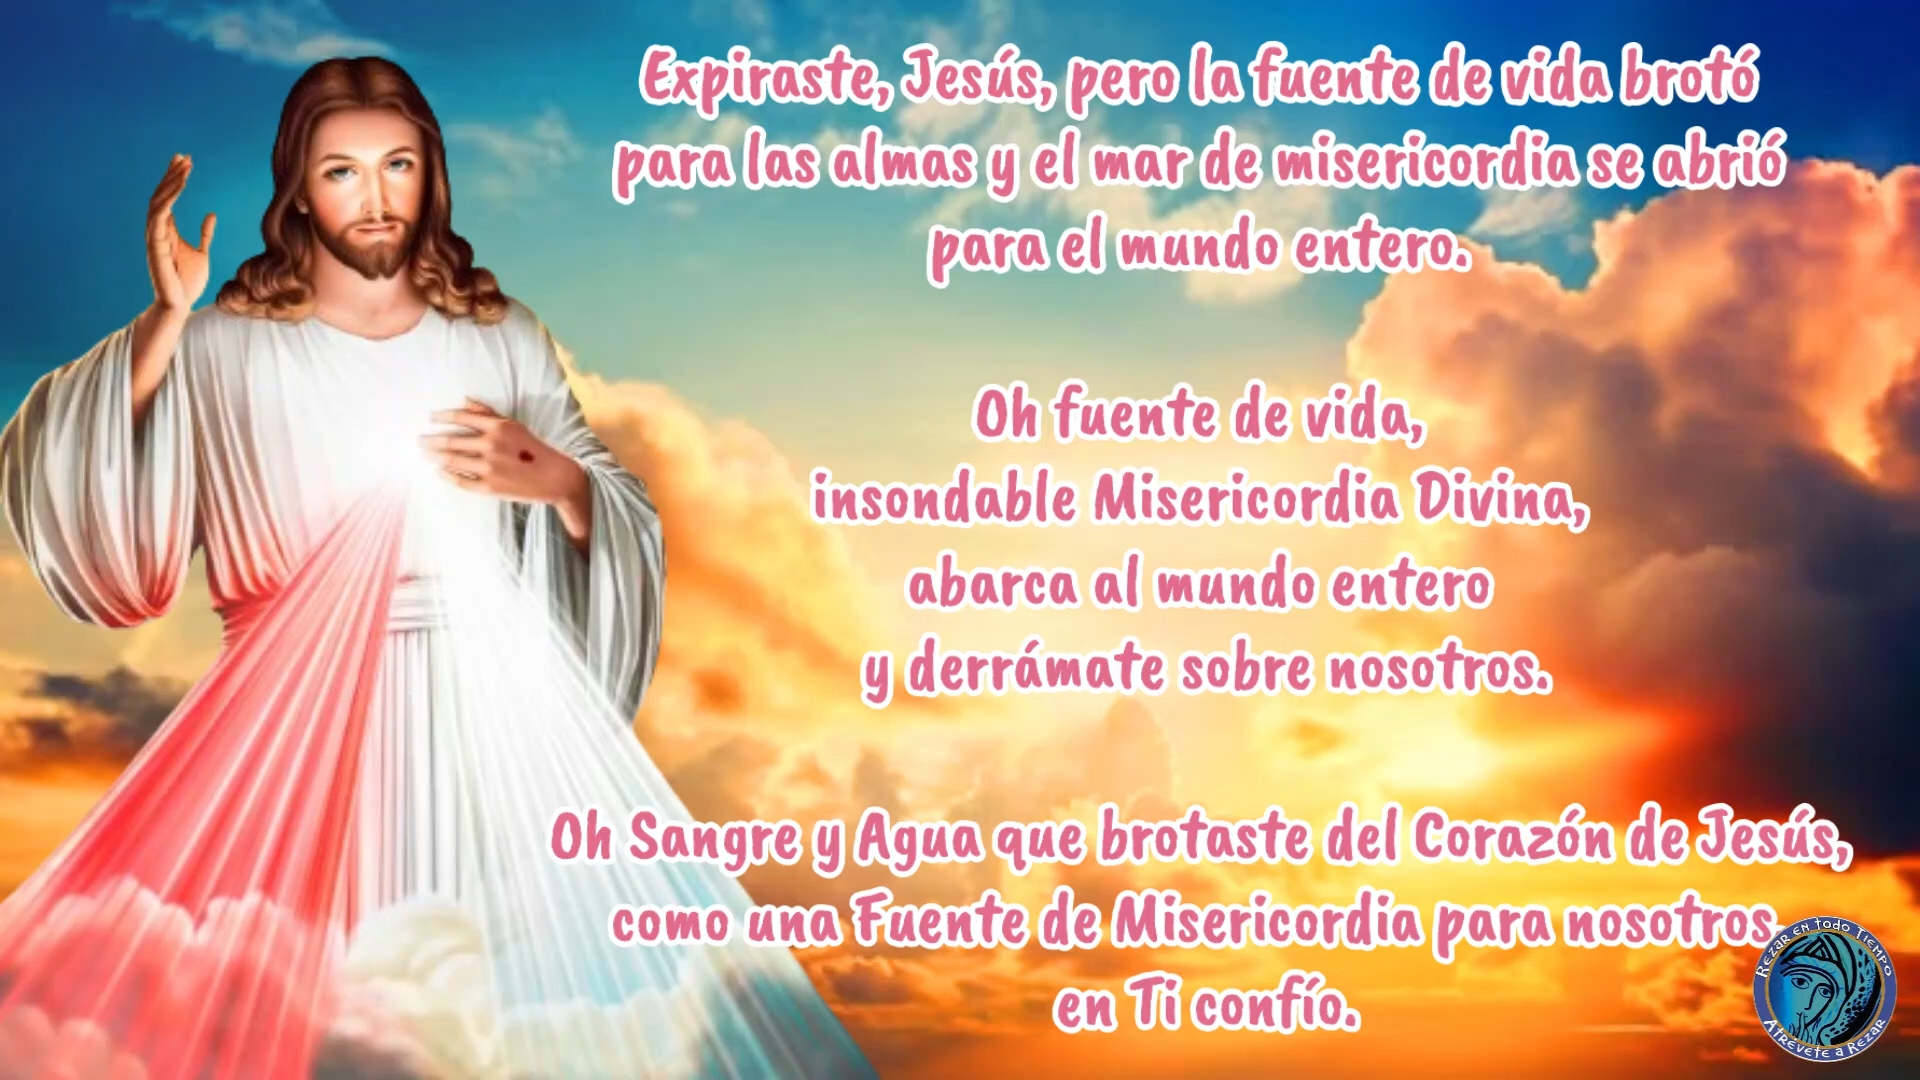 Expiraste, Jesús, pero la fuente de vida brotó
para las almas y el mar de misericordia se abrió
para el mundo entero.
Oh fuente de vida,
insondable Misericordia Divina,
abarca al mundo entero
y derrámate sobre nosotros.
Oh Sangre y Agua que brotaste del Corazón de Jesús,
como una Fuente de Misericordia para nosotros,
en Ti confío.
Rezar en Todo Tiempo
Atrévete a Rezar